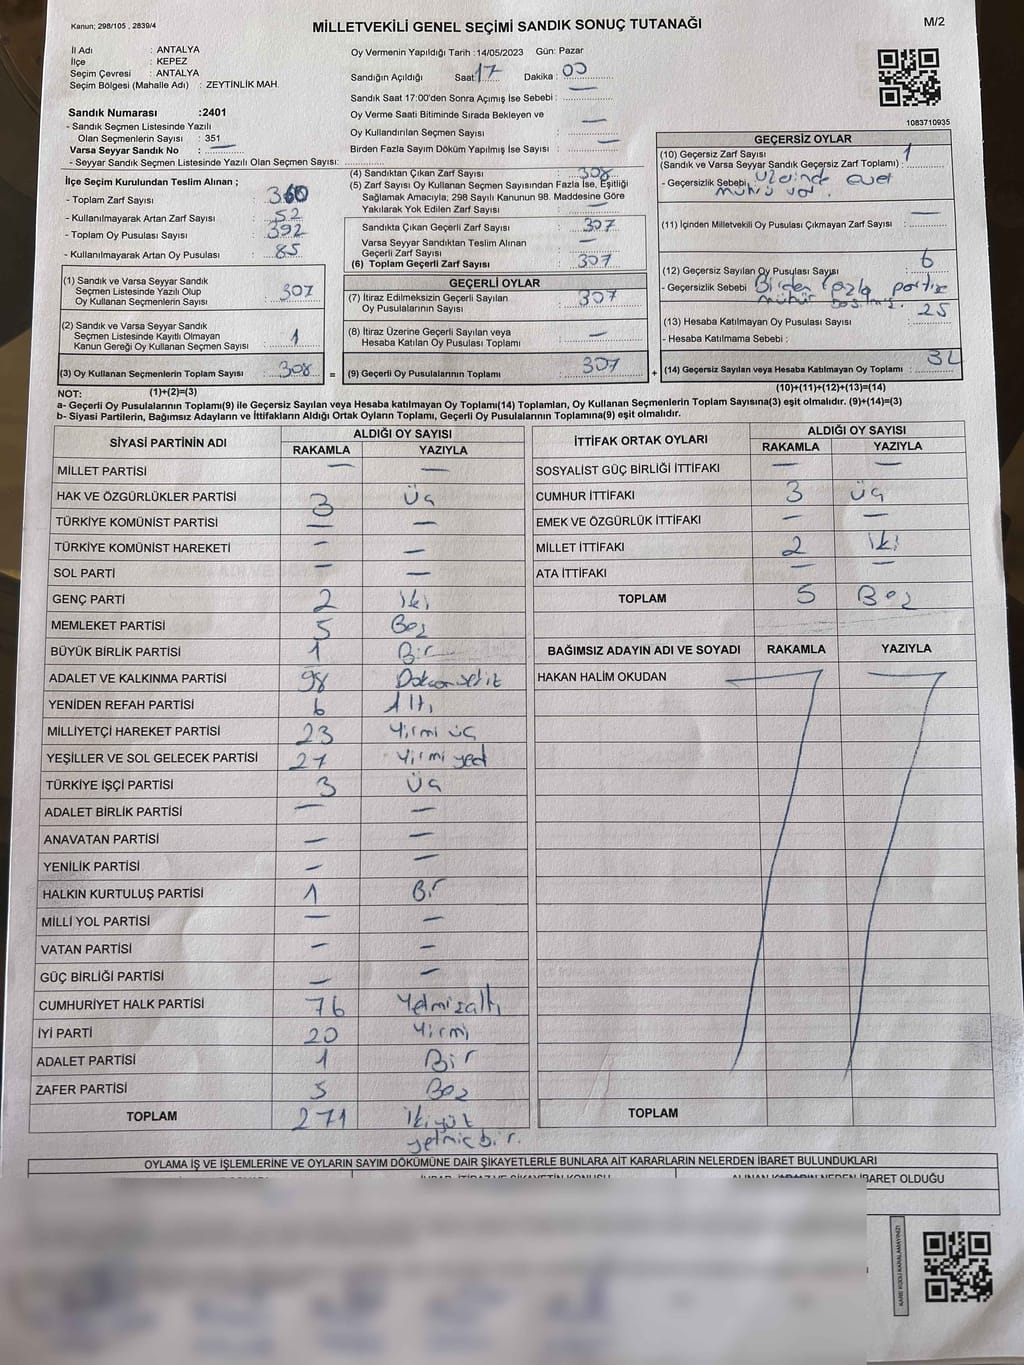 Kanun: 298/105 , 2839/4
MİLLETVEKİLİ GENEL SEÇİMİ SANDIK SONUÇ TUTANAĞI
M/2
İl Adı : ANTALYA
İlçe : KEPEZ
Seçim Çevresi : ANTALYA
Seçim Bölgesi (Mahalle Adı) : ZEYTİNLİK MAH.
Sandık Numarası :2401
- Sandık Seçmen Listesinde Yazılı
Olan Seçmenlerin Sayısı : 351
Varsa Seyyar Sandık No : —
- Seyyar Sandık Seçmen Listesinde Yazılı Olan Seçmen Sayısı:
Oy Vermenin Yapıldığı Tarih :14/05/2023 Gün: Pazar
Sandığın Açıldığı Saat: 17 Dakika : 00
Sandık Saat 17:00'den Sonra Açımış İse Sebebi : —
Oy Verme Saati Bitiminde Sırada Bekleyen ve
Oy Kullandırılan Seçmen Sayısı : —
Birden Fazla Sayım Döküm Yapılmış İse Sayısı : —
1083710935
İlçe Seçim Kurulundan Teslim Alınan ;
- Toplam Zarf Sayısı : 360
- Kullanılmayarak Artan Zarf Sayısı : 52
- Toplam Oy Pusulası Sayısı : 392
- Kullanılmayarak Artan Oy Pusulası : 85
(1) Sandık ve Varsa Seyyar Sandık
Seçmen Listesinde Yazılı Olup
Oy Kullanan Seçmenlerin Sayısı : 307
(2) Sandık ve Varsa Seyyar Sandık
Seçmen Listesinde Kayıtlı Olmayan
Kanun Gereği Oy Kullanan Seçmen Sayısı : 1
(3) Oy Kullanan Seçmenlerin Toplam Sayısı : 308 =
(4) Sandıktan Çıkan Zarf Sayısı : 308
(5) Zarf Sayısı Oy Kullanan Seçmen Sayısından Fazla İse, Eşitliği
Sağlamak Amacıyla; 298 Sayılı Kanunun 98. Maddesine Göre
Yakılarak Yok Edilen Zarf Sayısı : —
Sandıkta Çıkan Geçerli Zarf Sayısı : 307
Varsa Seyyar Sandıktan Teslim Alınan
Geçerli Zarf Sayısı : —
(6) Toplam Geçerli Zarf Sayısı : 307
GEÇERLİ OYLAR
(7) İtiraz Edilmeksizin Geçerli Sayılan
Oy Pusulalarının Sayısı : 307
(8) İtiraz Üzerine Geçerli Sayılan veya
Hesaba Katılan Oy Pusulası Toplamı : —
(9) Geçerli Oy Pusulalarının Toplamı : 307 +
GEÇERSİZ OYLAR
(10) Geçersiz Zarf Sayısı : 1
(Sandık ve Varsa Seyyar Sandık Geçersiz Zarf Toplamı) :
- Geçersizlik Sebebi : Üzerinde evet
mührü var.
(11) İçinden Milletvekili Oy Pusulası Çıkmayan Zarf Sayısı : —
(12) Geçersiz Sayılan Oy Pusulası Sayısı : 6
- Geçersizlik Sebebi : Birden fazla partiye
mühür basılmış.
(13) Hesaba Katılmayan Oy Pusulası Sayısı : 25
- Hesaba Katılmama Sebebi :
(14) Geçersiz Sayılan veya Hesaba Katılmayan Oy Toplamı :
NOT: (1)+(2)=(3) (10)+(11)+(12)+(13)=(14)
a- Geçerli Oy Pusulalarının Toplamı(9) ile Geçersiz Sayılan veya Hesaba katılmayan Oy Toplamı(14) Toplamları, Oy Kullanan Seçmenlerin Toplam Sayısına(3) eşit olmalıdır. (9)+(14)=(3)
b- Siyasi Partilerin, Bağımsız Adayların ve İttifakların Aldığı Ortak Oyların Toplamı, Geçerli Oy Pusulalarının Toplamına(9) eşit olmalıdır.
SİYASİ PARTİNİN ADI ALDIĞI OY SAYISI
RAKAMLA YAZIYLA
MİLLET PARTİSİ — —
HAK VE ÖZGÜRLÜKLER PARTİSİ 3 Üç
TÜRKİYE KOMÜNİST PARTİSİ — —
TÜRKİYE KOMÜNİST HAREKETİ — —
SOL PARTİ — —
GENÇ PARTİ 2 İki
MEMLEKET PARTİSİ 5 Beş
BÜYÜK BİRLİK PARTİSİ 1 Bir
ADALET VE KALKINMA PARTİSİ 98 Doksansekiz
YENİDEN REFAH PARTİSİ 6 Altı
MİLLİYETÇİ HAREKET PARTİSİ 23 Yirmi üç
YEŞİLLER VE SOL GELECEK PARTİSİ 27 Yirmi yedi
TÜRKİYE İŞÇİ PARTİSİ 3 Üç
ADALET BİRLİK PARTİSİ — —
ANAVATAN PARTİSİ — —
YENİLİK PARTİSİ — —
HALKIN KURTULUŞ PARTİSİ 1 Bir
MİLLİ YOL PARTİSİ — —
VATAN PARTİSİ — —
GÜÇ BİRLİĞİ PARTİSİ — —
CUMHURİYET HALK PARTİSİ 76 Yetmişaltı
İYİ PARTİ 20 Yirmi
ADALET PARTİSİ 1 Bir
ZAFER PARTİSİ 5 Beş
TOPLAM 271 İkiyüz
yetmiş bir.
İTTİFAK ORTAK OYLARI ALDIĞI OY SAYISI
RAKAMLA YAZIYLA
SOSYALİST GÜÇ BİRLİĞİ İTTİFAKI — —
CUMHUR İTTİFAKI 3 Üç
EMEK VE ÖZGÜRLÜK İTTİFAKI — —
MİLLET İTTİFAKI 2 İki
ATA İTTİFAKI — —
TOPLAM 5 Beş
BAĞIMSIZ ADAYIN ADI VE SOYADI RAKAMLA YAZIYLA
HAKAN HALİM OKUDAN
TOPLAM
OYLAMA İŞ VE İŞLEMLERİNE VE OYLARIN SAYIM DÖKÜMÜNE DAİR ŞİKAYETLERLE BUNLARA AİT KARARLARIN NELERDEN İBARET BULUNDUKLARI
ALINAN KARARIN NEDEN İBARET OLDUĞU
KARE KODU KARALAMAYINIZ!